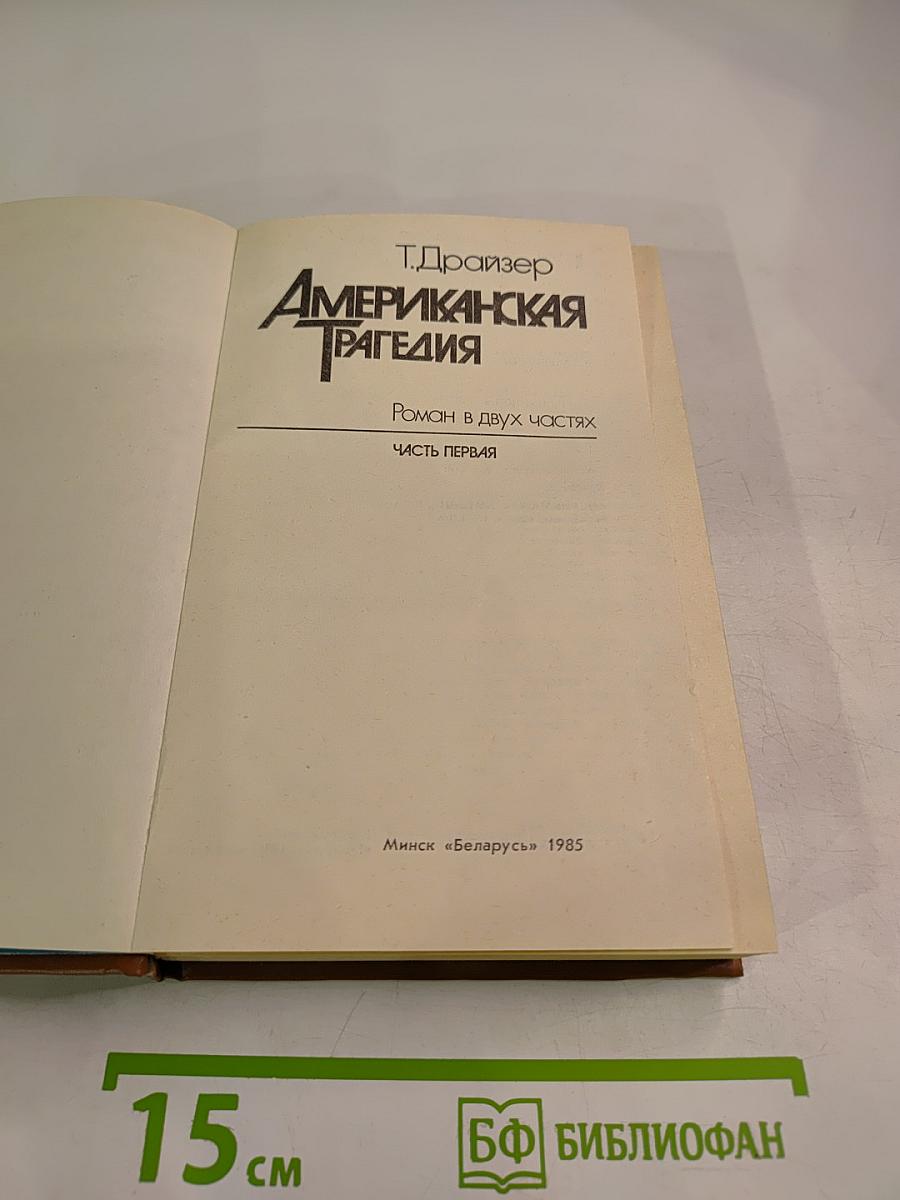 Т. Драйзер
Американская
Трагедия
Роман в двух частях
ЧАСТЬ ПЕРВАЯ
Минск «Беларусь» 1985
15 см
БФ БИБЛИОФАН